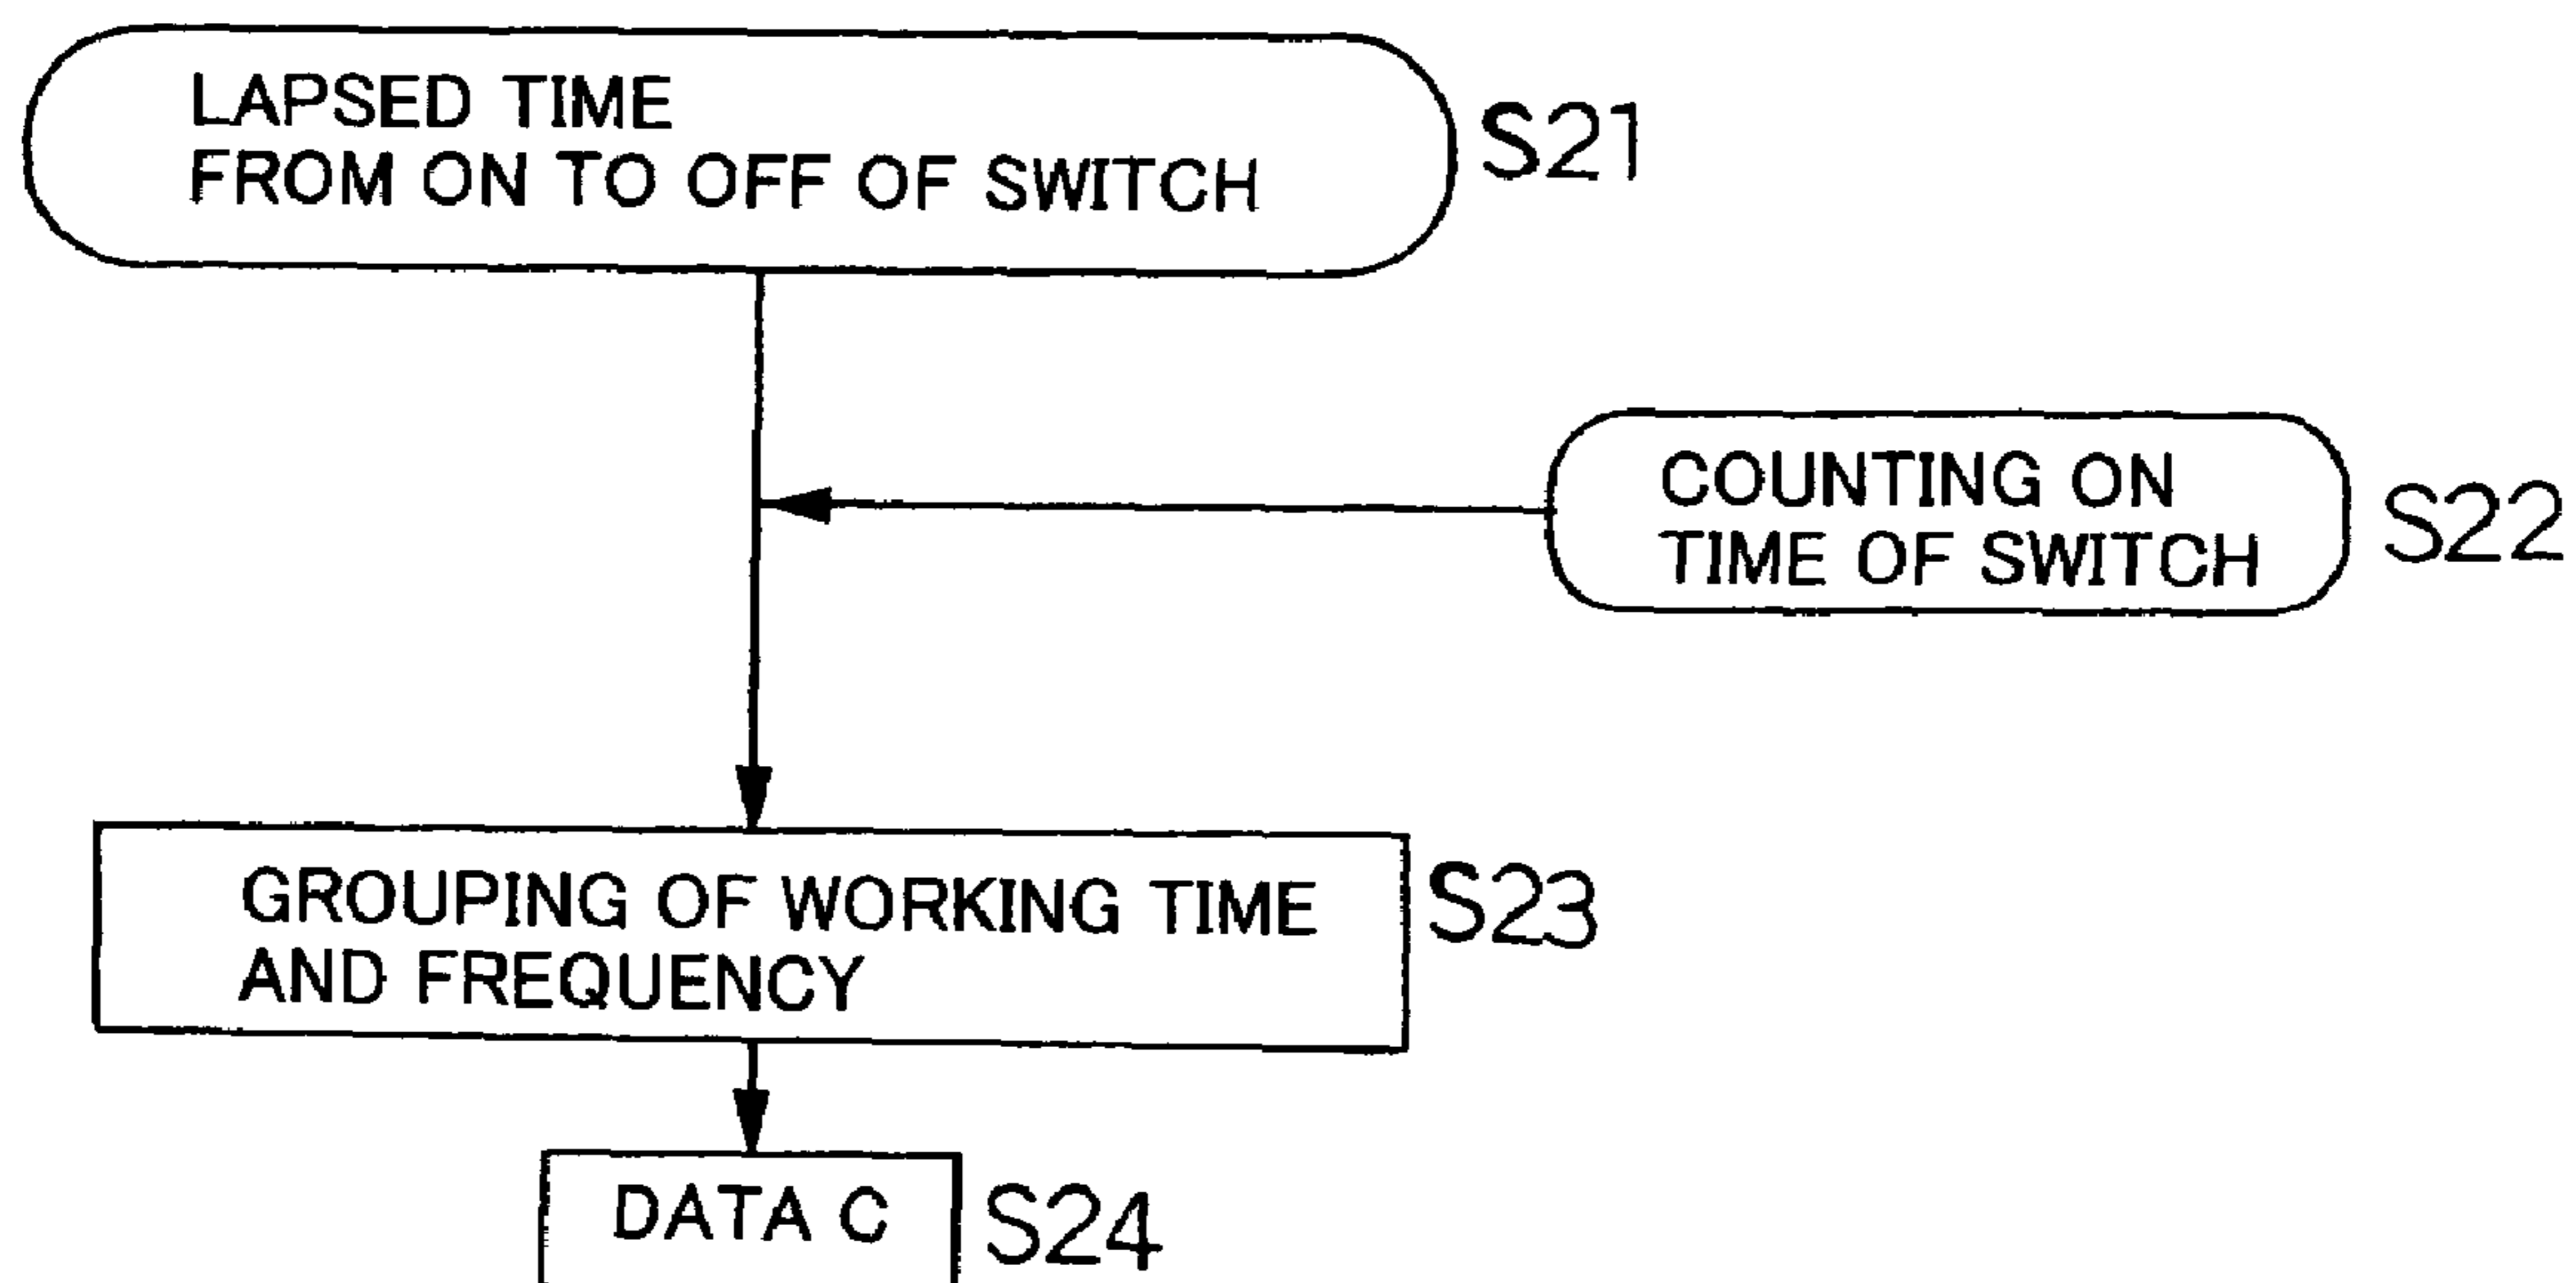 LAPSED TIME
FROM ON TO OFF OF SWITCH
S21
COUNTING ON
TIME OF SWITCH
S22
GROUPING OF WORKING TIME
AND FREQUENCY
S23
DATA C
S24